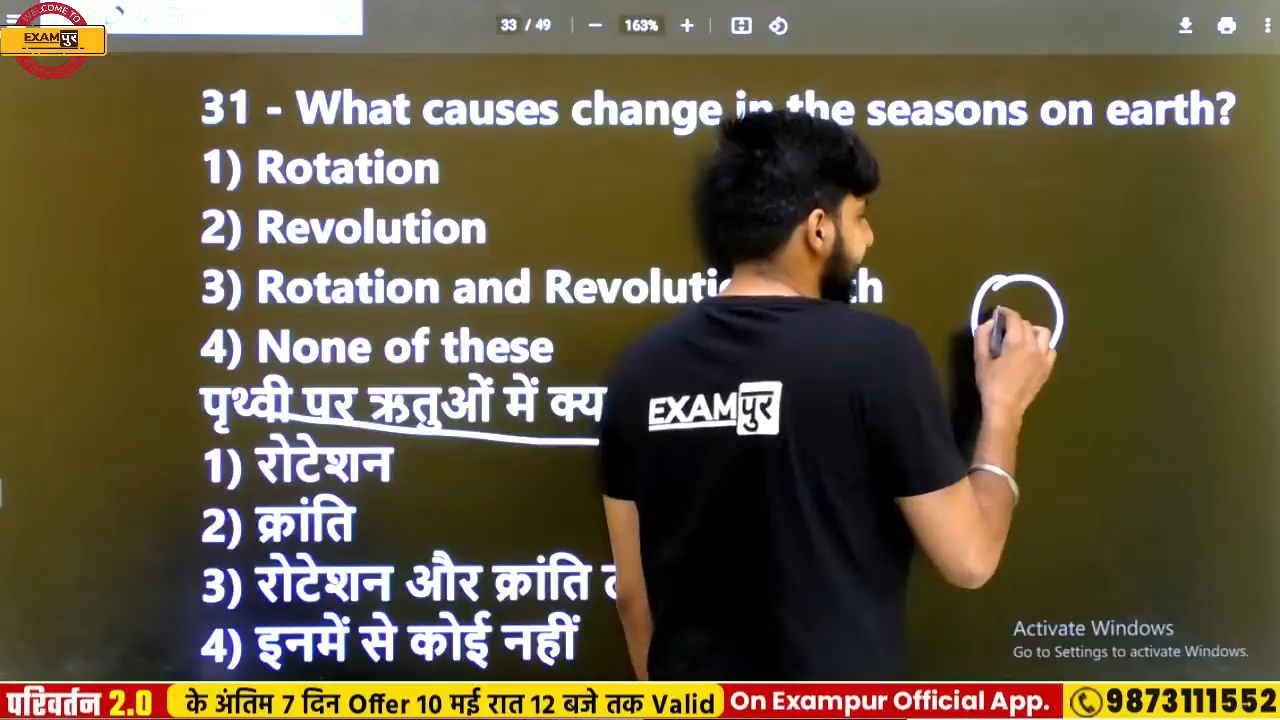 WELCOME TO
EXAMपुर
33 / 49
163%
31 - What causes change in the seasons on earth?
1) Rotation
2) Revolution
3) Rotation and
4) None of these
पृथ्वी पर ऋतुओं में
1) रोटेशन
2) क्रांति
3) रोटेशन और क्रांति
4) इनमें से कोई नहीं
EXAMपुर
Activate Windows
Go to Settings to activate Windows.
परिवर्तन 2.0 के अंतिम 7 दिन Offer 10 मई रात 12 बजे तक Valid On Exampur Official App. 9873111552